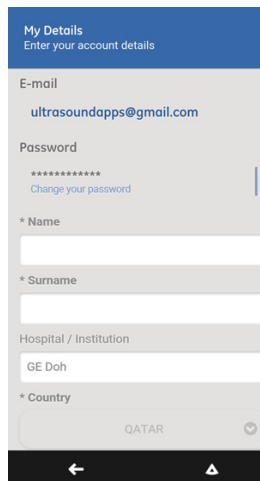 My Details
Enter your account details
E-mail
ultrasoundapps@gmail.com
Password
************
Change your password
* Name
* Surname
Hospital / Institution
GE Doh
* Country
QATAR